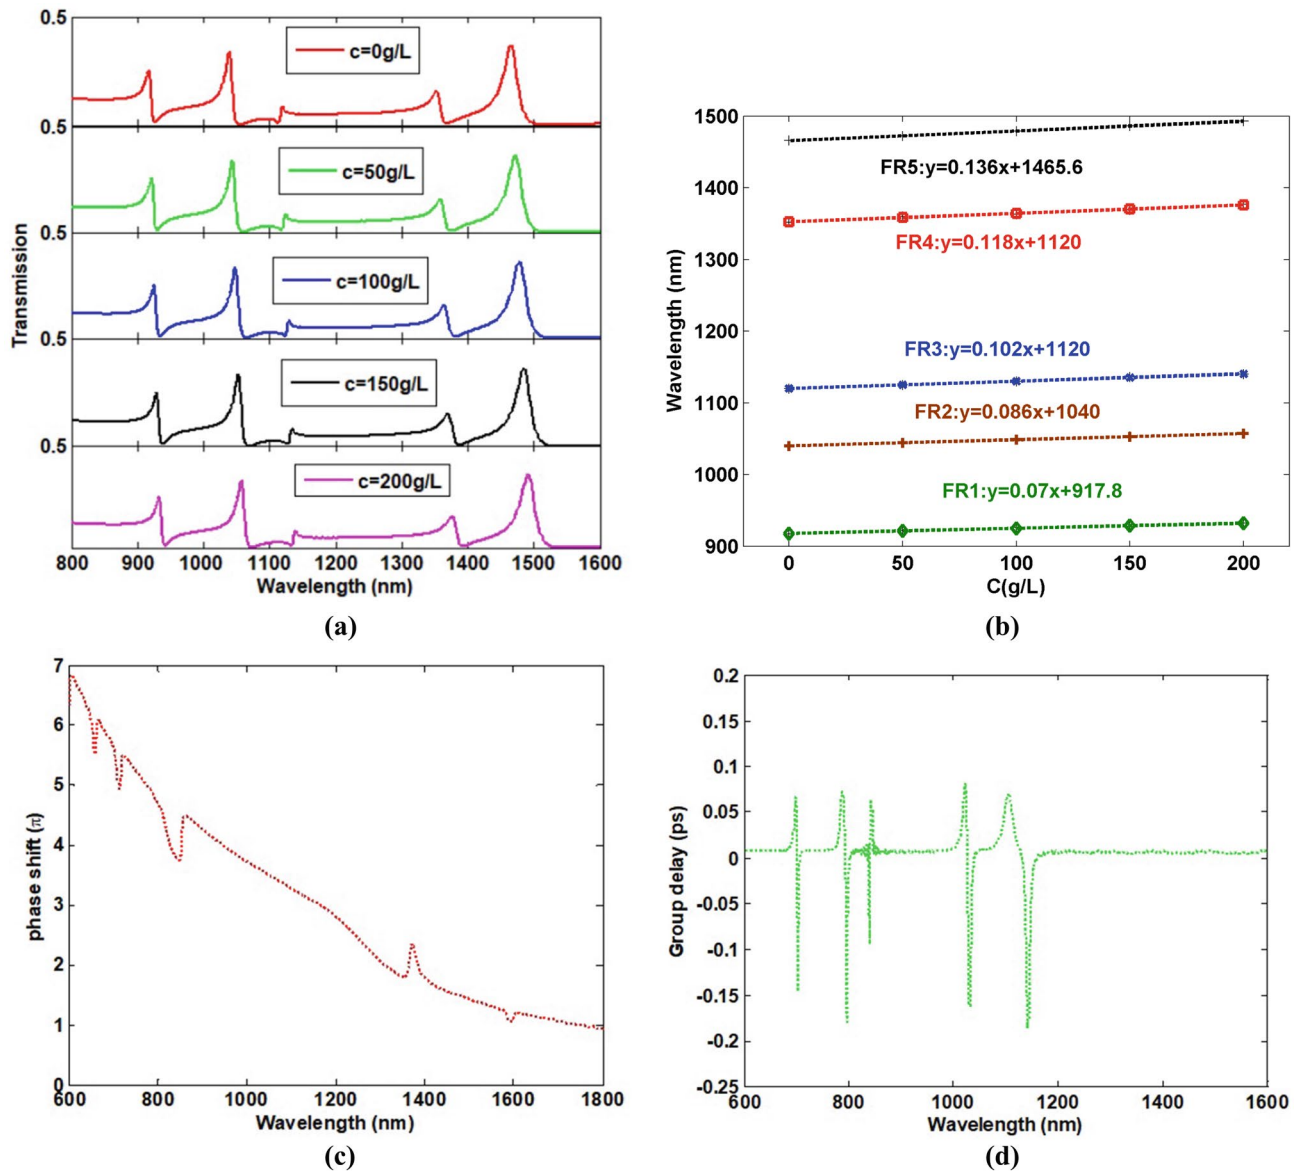 0.5
c=0g/L
0.5
c=50g/L
0.5
c=100g/L
0.5
c=150g/L
0.5
c=200g/L
Transmission
800 900 1000 1100 1200 1300 1400 1500 1600
Wavelength (nm)
(a)
1500
1400
1300
1200
1100
1000
900
Wavelength (nm)
FR5:y=0.136x+1465.6
FR4:y=0.118x+1120
FR3:y=0.102x+1120
FR2:y=0.086x+1040
FR1:y=0.07x+917.8
0 50 100 150 200
C(g/L)
(b)
7
6
5
4
3
2
1
0
phase shift (π)
600 800 1000 1200 1400 1600 1800
Wavelength (nm)
(c)
0.2
0.15
0.1
0.05
0
-0.05
-0.1
-0.15
-0.2
-0.25
Group delay (ps)
600 800 1000 1200 1400 1600
Wavelength (nm)
(d)